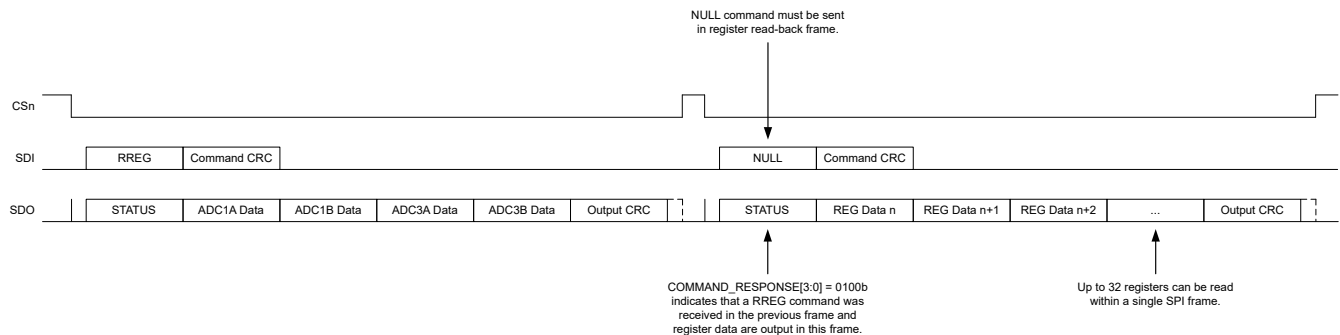 NULL command must be sent
in register read-back frame.
CSn
SDI RREG Command CRC NULL Command CRC
SDO STATUS ADC1A Data ADC1B Data ADC3A Data ADC3B Data Output CRC STATUS REG Data n REG Data n+1 REG Data n+2 ... Output CRC
COMMAND_RESPONSE[3:0] = 0100b
indicates that a RREG command was
received in the previous frame and
register data are output in this frame.
Up to 32 registers can be read
within a single SPI frame.